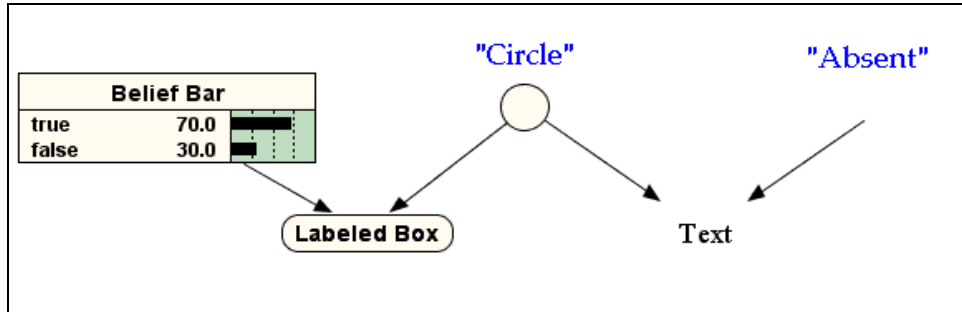 "Circle"
"Absent"
Belief Bar
true 70.0
false 30.0
Labeled Box
Text